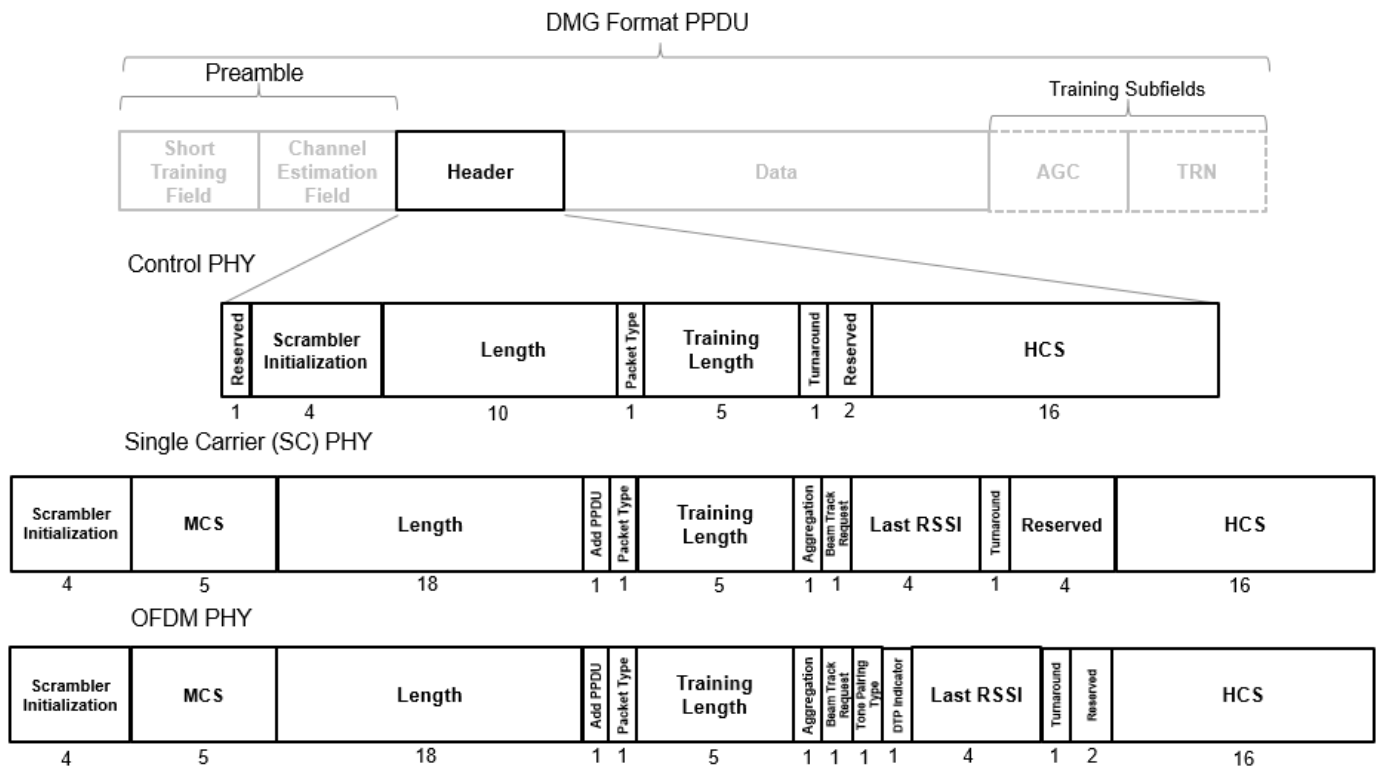 DMG Format PPDU
Preamble
Training Subfields
Short
Training
Field
Channel
Estimation
Field
Header
Data
AGC
TRN
Control PHY
Reserved
Scrambler
Initialization
Length
Packet Type
Training
Length
Turnaround
Reserved
HCS
1 4 10 1 5 1 2 16
Single Carrier (SC) PHY
Scrambler
Initialization
MCS
Length
Add PPDU
Packet Type
Training
Length
Aggregation
Beam Track
Request
Last RSSI
Turnaround
Reserved
HCS
4 5 18 1 1 5 1 1 4 1 4 16
OFDM PHY
Scrambler
Initialization
MCS
Length
Add PPDU
Packet Type
Training
Length
Aggregation
Beam Track
Request
Tone Pairing
Type
DTP Indicator
Last RSSI
Turnaround
Reserved
HCS
4 5 18 1 1 5 1 1 1 1 4 1 2 16